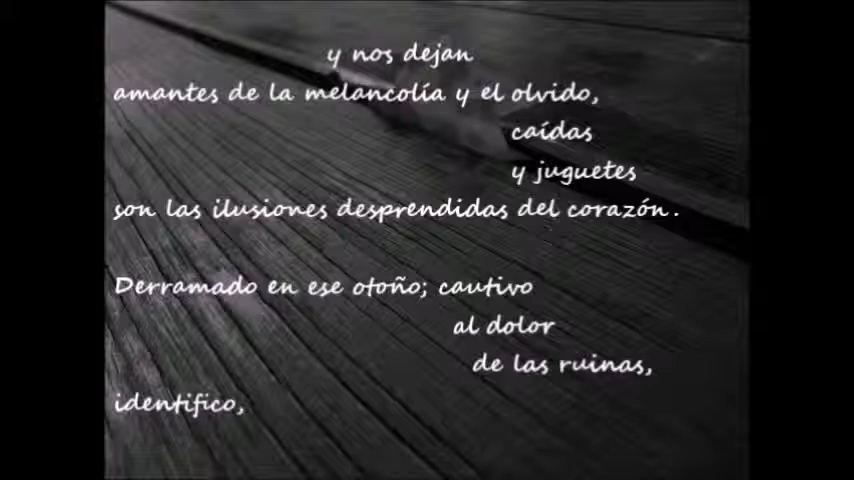 y nos dejan
amantes de la melancolía y el olvido,
caídas
y juguetes
son las ilusiones desprendidas del corazón.
Derramado en ese otoño; cautivo
al dolor
de las ruinas,
identifico,